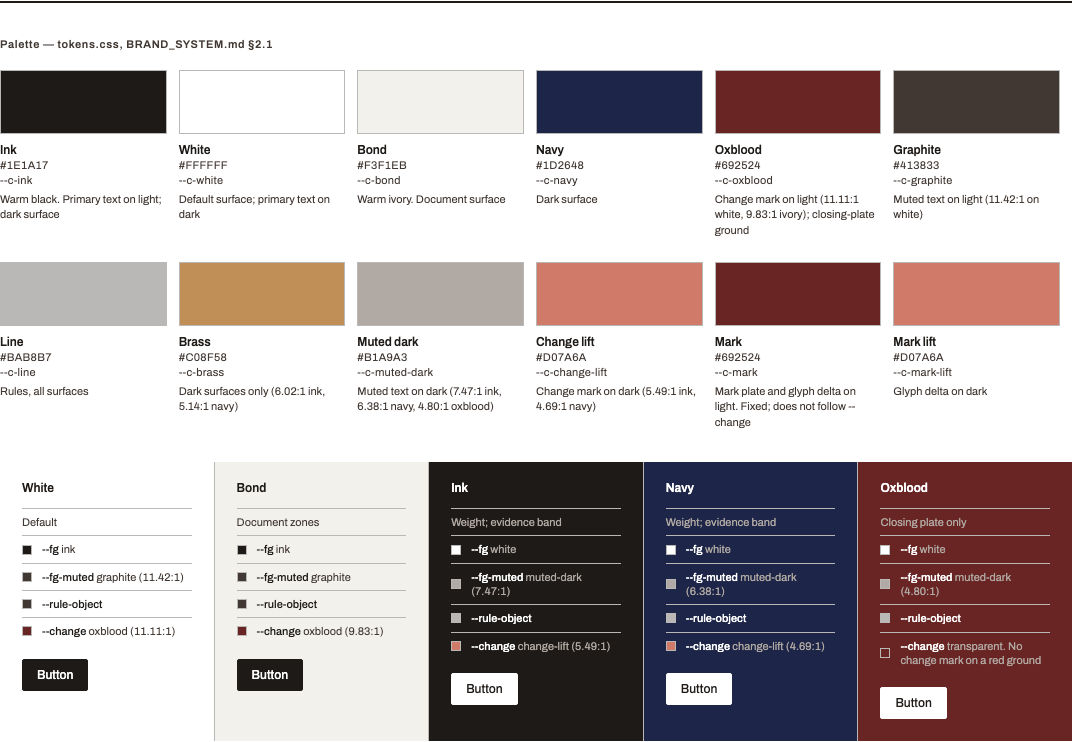 Palette — tokens.css, BRAND_SYSTEM.md §2.1
Ink
#1E1A17
--c-ink
Warm black. Primary text on light;
dark surface
White
#FFFFFF
--c-white
Default surface; primary text on
dark
Bond
#F3F1EB
--c-bond
Warm ivory. Document surface
Navy
#1D2648
--c-navy
Dark surface
Oxblood
#692524
--c-oxblood
Change mark on light (11.11:1
white, 9.83:1 ivory); closing-plate
ground
Graphite
#413833
--c-graphite
Muted text on light (11.42:1 on
white)
Line
#BAB8B7
--c-line
Rules, all surfaces
Brass
#C08F58
--c-brass
Dark surfaces only (6.02:1 ink,
5.14:1 navy)
Muted dark
#B1A9A3
--c-muted-dark
Muted text on dark (7.47:1 ink,
6.38:1 navy, 4.80:1 oxblood)
Change lift
#D07A6A
--c-change-lift
Change mark on dark (5.49:1 ink,
4.69:1 navy)
Mark
#692524
--c-mark
Mark plate and glyph delta on
light. Fixed; does not follow --
change
Mark lift
#D07A6A
--c-mark-lift
Glyph delta on dark
White
Default
--fg ink
--fg-muted graphite (11.42:1)
--rule-object
--change oxblood (11.11:1)
Button
Bond
Document zones
--fg ink
--fg-muted graphite
--rule-object
--change oxblood (9.83:1)
Button
Ink
Weight; evidence band
--fg white
--fg-muted muted-dark
(7.47:1)
--rule-object
--change change-lift (5.49:1)
Button
Navy
Weight; evidence band
--fg white
--fg-muted muted-dark
(6.38:1)
--rule-object
--change change-lift (4.69:1)
Button
Oxblood
Closing plate only
--fg white
--fg-muted muted-dark
(4.80:1)
--rule-object
--change transparent. No
change mark on a red ground
Button